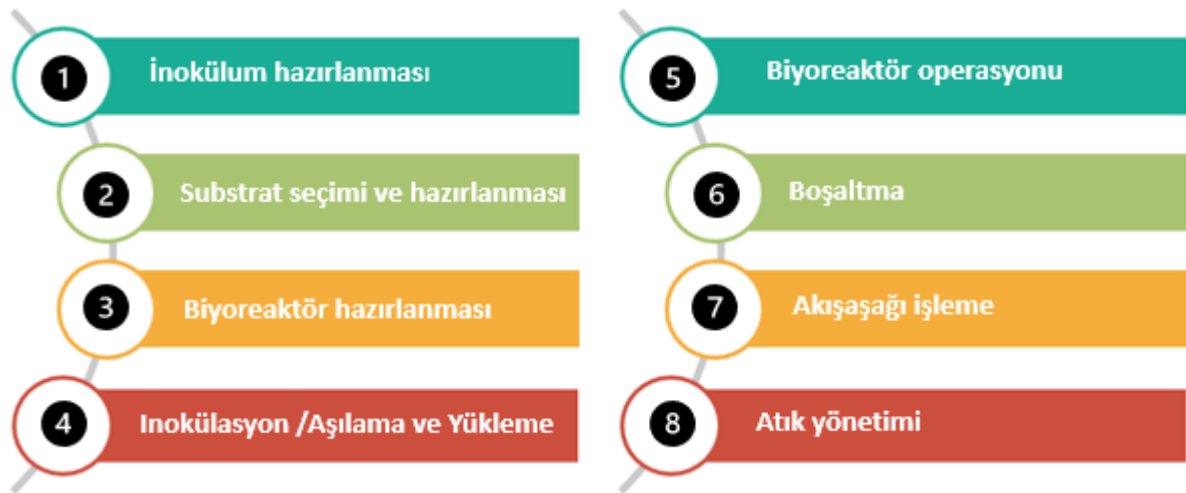 1 İnokülum hazırlanması
2 Substrat seçimi ve hazırlanması
3 Biyoreaktör hazırlanması
4 Inokülasyon /Aşılama ve Yükleme
5 Biyoreaktör operasyonu
6 Boşaltma
7 Akışaşağı işleme
8 Atık yönetimi